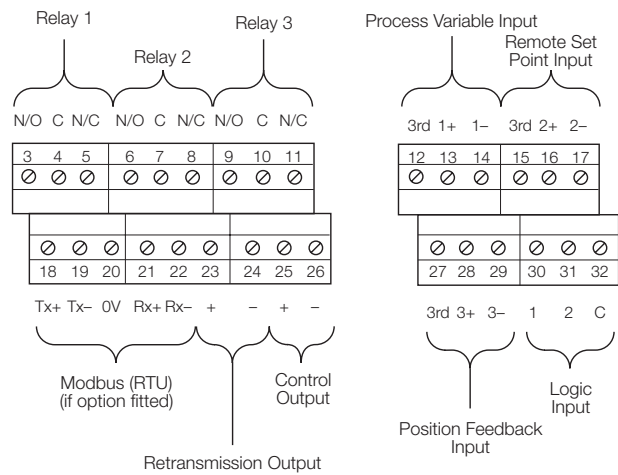 Relay 1
Relay 2
Relay 3
N/O C N/C N/O C N/C N/O C N/C
3 4 5 6 7 8 9 10 11
18 19 20 21 22 23 24 25 26
Tx+ Tx– 0V Rx+ Rx– + – + –
Modbus (RTU)
(if option fitted)
Control
Output
Retransmission Output
Process Variable Input
Remote Set
Point Input
3rd 1+ 1– 3rd 2+ 2–
12 13 14 15 16 17
27 28 29 30 31 32
3rd 3+ 3– 1 2 C
Logic
Input
Position Feedback
Input